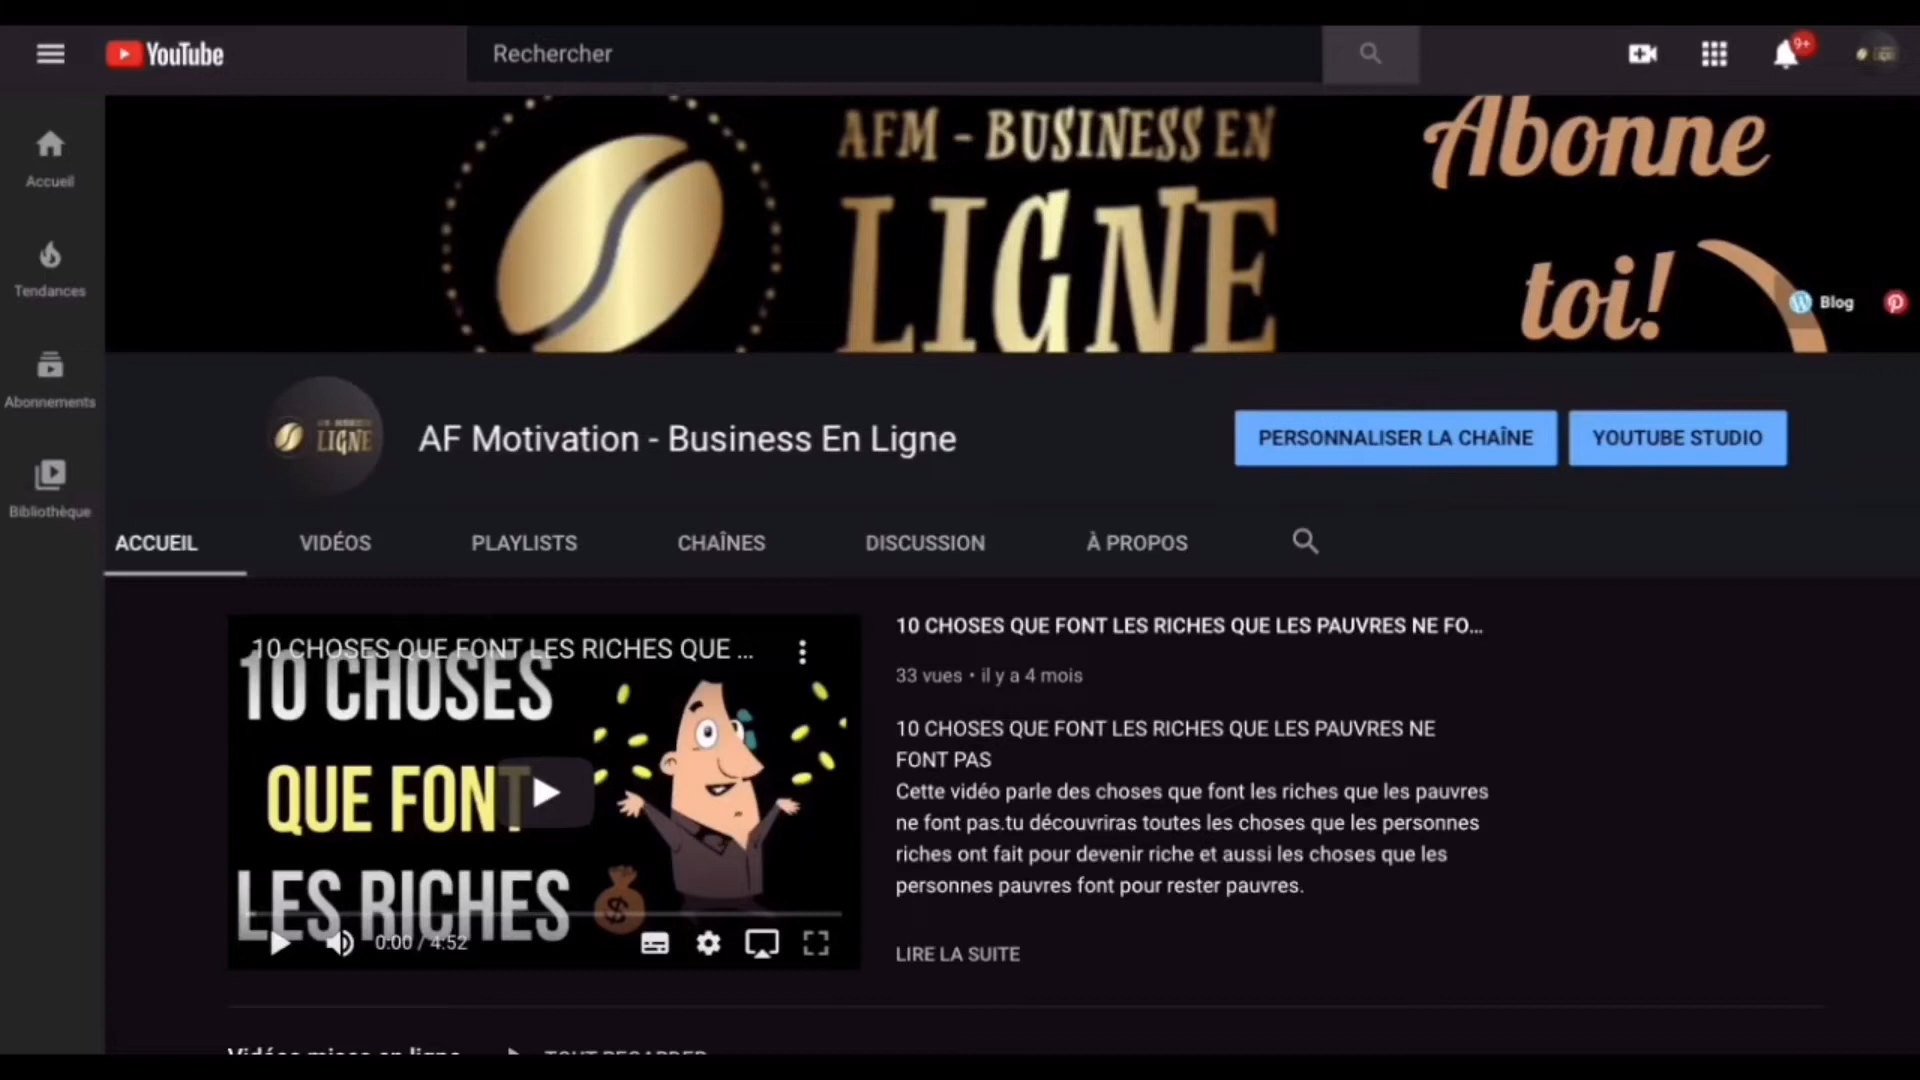 YouTube
Rechercher
9+
Accueil
Tendances
Abonnements
Bibliothèque
AFM - BUSINESS EN
LIGNE
Abonne
toi!
Blog
LIGNE
AF Motivation - Business En Ligne
PERSONNALISER LA CHAÎNE
YOUTUBE STUDIO
ACCUEIL
VIDÉOS
PLAYLISTS
CHAÎNES
DISCUSSION
À PROPOS
10 CHOSES QUE FONT LES RICHES QUE ...
10 CHOSES
QUE FONT
LES RICHES
0:00 / 4:52
10 CHOSES QUE FONT LES RICHES QUE LES PAUVRES NE FO...
33 vues • il y a 4 mois
10 CHOSES QUE FONT LES RICHES QUE LES PAUVRES NE
FONT PAS
Cette vidéo parle des choses que font les riches que les pauvres
ne font pas.tu découvriras toutes les choses que les personnes
riches ont fait pour devenir riche et aussi les choses que les
personnes pauvres font pour rester pauvres.
LIRE LA SUITE
Vidéos mises en ligne
TOUT REGARDER